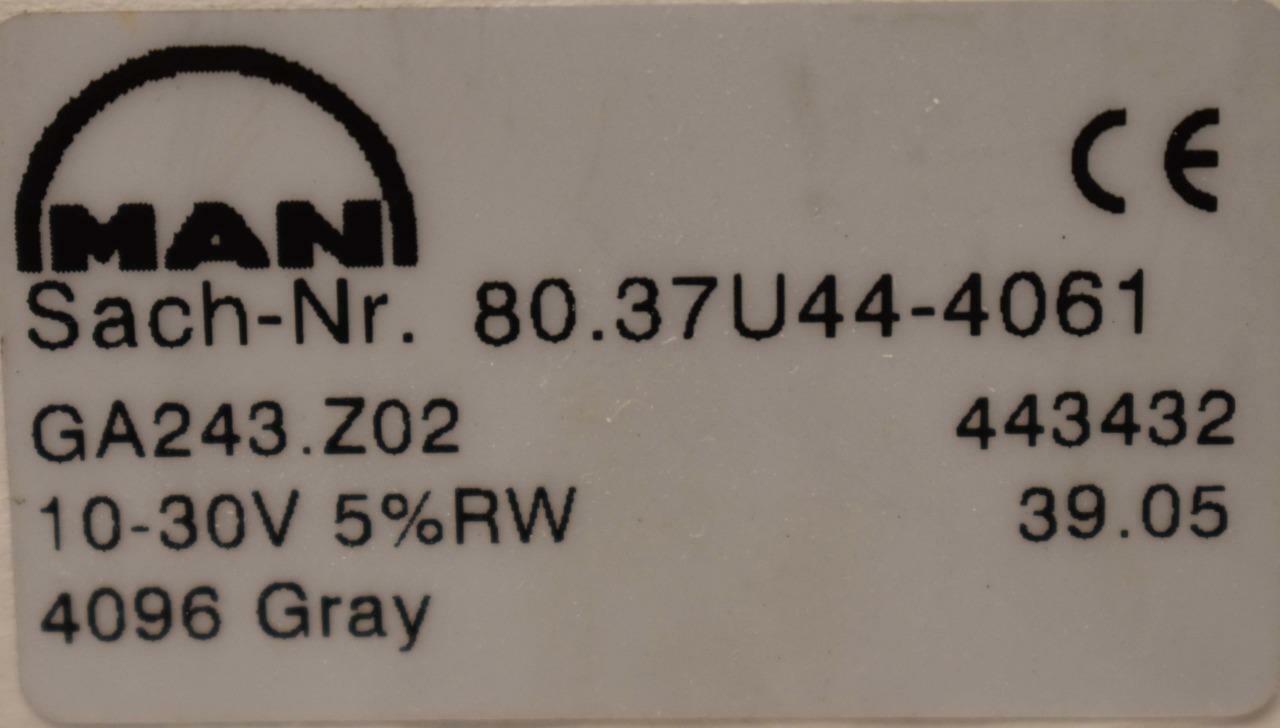 MAN
CE
Sach-Nr. 80.37U44-4061
GA243.Z02 443432
10-30V 5%RW 39.05
4096 Gray